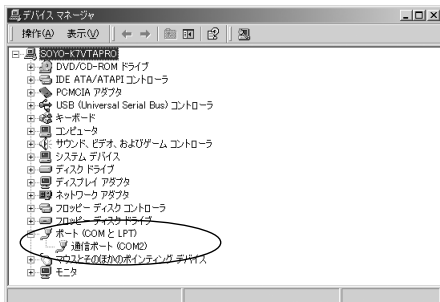 デバイス マネージャ
操作(A) 表示(V)
SOYO-K7VTAPRO
DVD/CD-ROM ドライブ
IDE ATA/ATAPI コントローラ
PCMCIA アダプタ
USB (Universal Serial Bus) コントローラ
キーボード
コンピュータ
サウンド、ビデオ、およびゲーム コントローラ
システム デバイス
ディスク ドライブ
ディスプレイ アダプタ
ネットワーク アダプタ
フロッピー ディスク コントローラ
フロッピー ディスク ドライブ
ポート (COM と LPT)
通信ポート (COM2)
マウスとそのほかのポインティング デバイス
モニタ